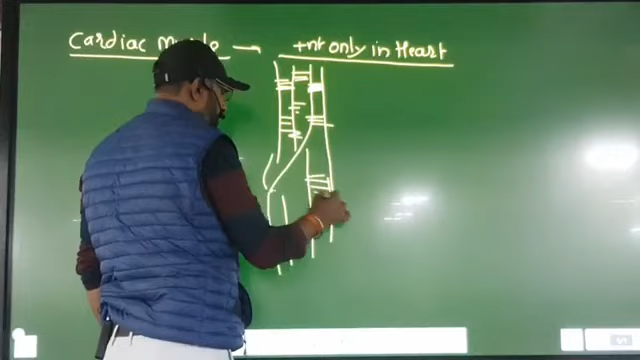 Cardiac — +nt only in Heart